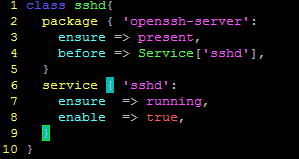 1 class sshd{
2   package { 'openssh-server':
3     ensure => present,
4     before => Service['sshd'],
5   }
6   service { 'sshd':
7     ensure  => running,
8     enable  => true,
9   }
10 }